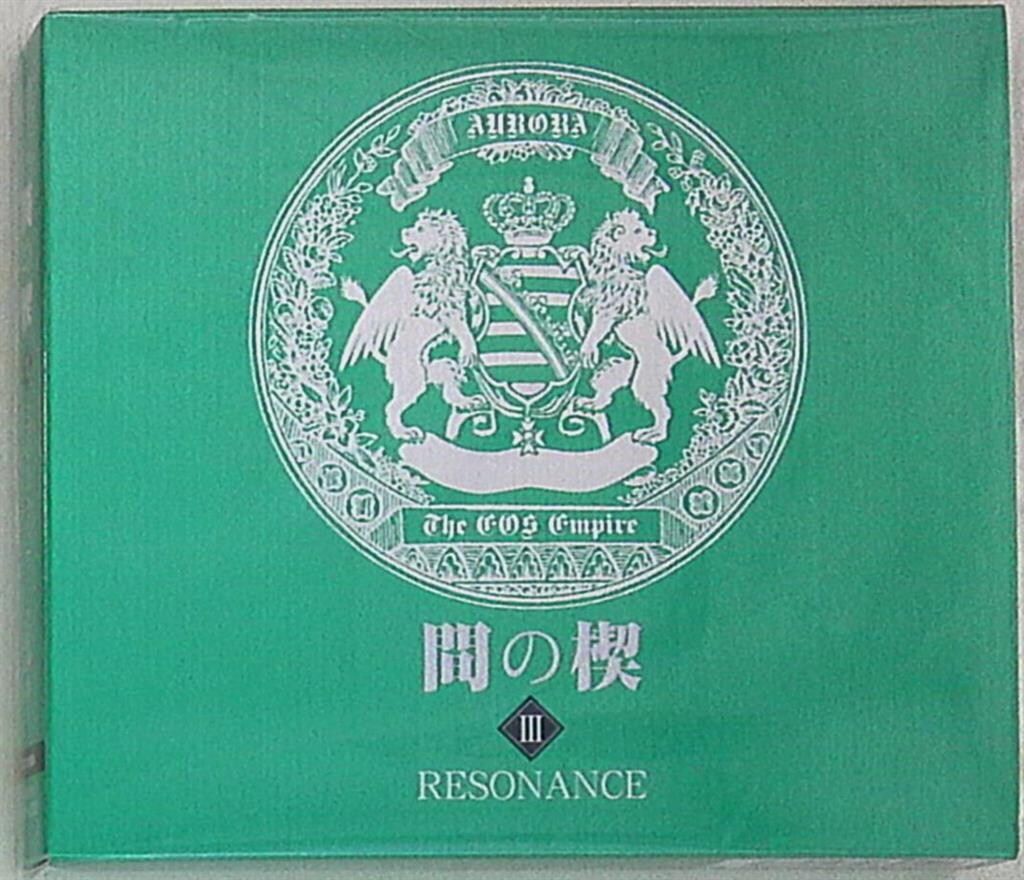 AURORA
The EOS Empire
間の楔
III
RESONANCE